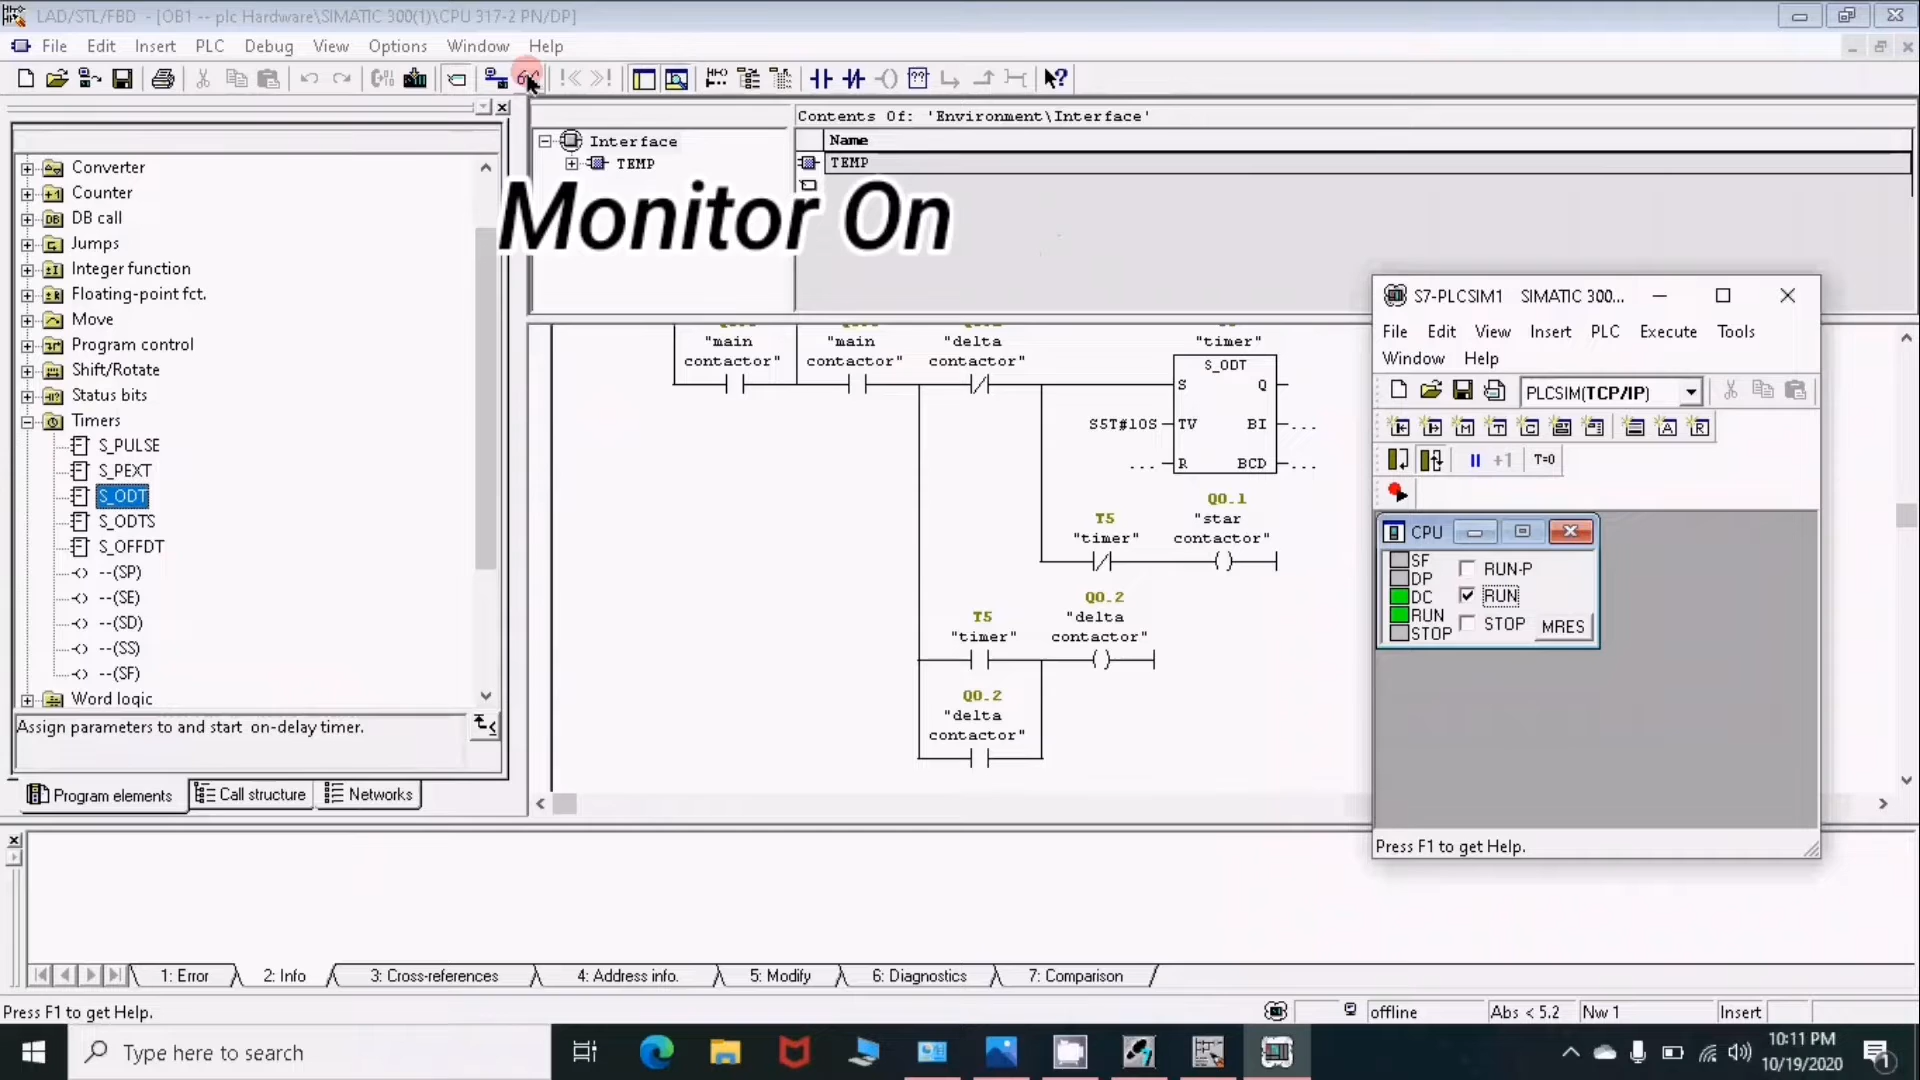 LAD/STL/FBD - [OB1 -- plc Hardware\SIMATIC 300(1)\CPU 317-2 PN/DP]
File Edit Insert PLC Debug View Options Window Help
Contents Of: 'Environment\Interface'
Interface
TEMP
Name
TEMP
Monitor On
Converter
Counter
DB call
Jumps
Integer function
Floating-point fct.
Move
Program control
Shift/Rotate
Status bits
Timers
S_PULSE
S_PEXT
S_ODT
S_ODTS
S_OFFDT
--(SP)
--(SE)
--(SD)
--(SS)
--(SF)
Word logic
Assign parameters to and start on-delay timer.
Program elements
Call structure
Networks
"main contactor"
"main contactor"
"delta contactor"
"timer"
S_ODT
S Q
S5T#10S TV BI ...
... R BCD ...
T5
"timer"
Q0.1
"star contactor"
T5
"timer"
Q0.2
"delta contactor"
Q0.2
"delta contactor"
S7-PLCSIM1 SIMATIC 300...
File Edit View Insert PLC Execute Tools
Window Help
PLCSIM(TCP/IP)
+1 T=0
CPU
SF
DP
DC
RUN
STOP
RUN-P
RUN
STOP
MRES
Press F1 to get Help.
1: Error 2: Info 3: Cross-references 4: Address info. 5: Modify 6: Diagnostics 7: Comparison
Press F1 to get Help.
offline Abs < 5.2 Nw 1 Insert
Type here to search
10:11 PM
10/19/2020
1